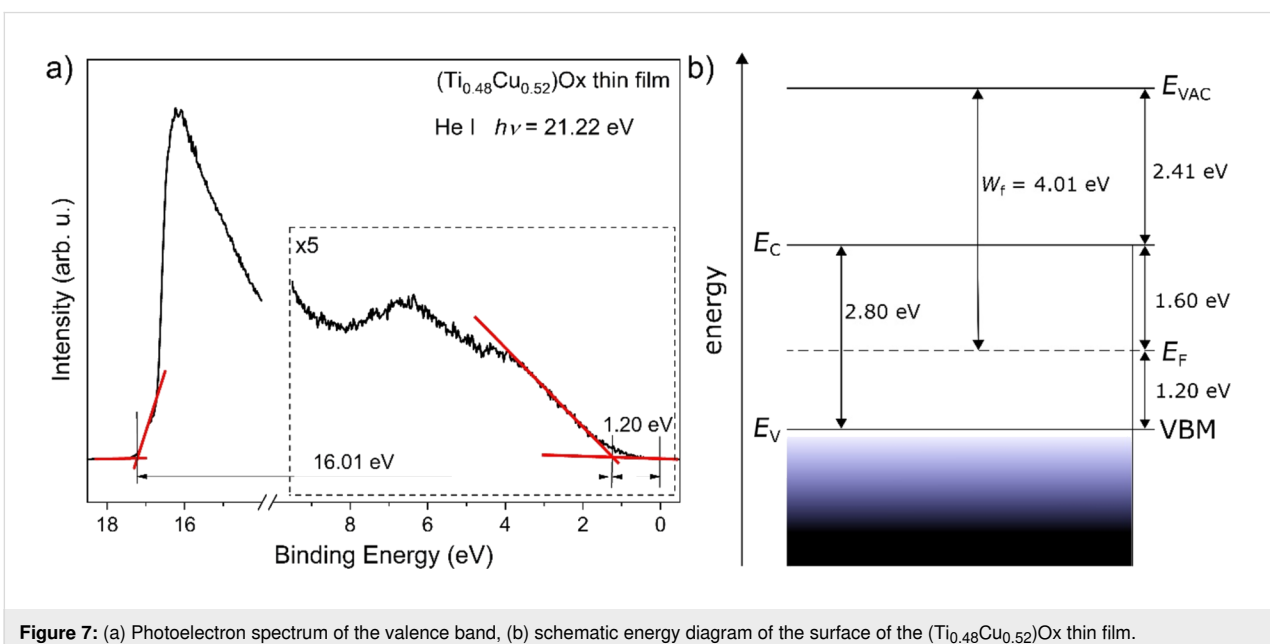 a)
(Ti0.48Cu0.52)Ox thin film
He I hν = 21.22 eV
x5
1.20 eV
16.01 eV
Intensity (arb. u.)
18 16 8 6 4 2 0
Binding Energy (eV)
b)
energy
EVAC
Wf = 4.01 eV
2.41 eV
EC
2.80 eV
1.60 eV
EF
1.20 eV
EV
VBM
Figure 7: (a) Photoelectron spectrum of the valence band, (b) schematic energy diagram of the surface of the (Ti0.48Cu0.52)Ox thin film.